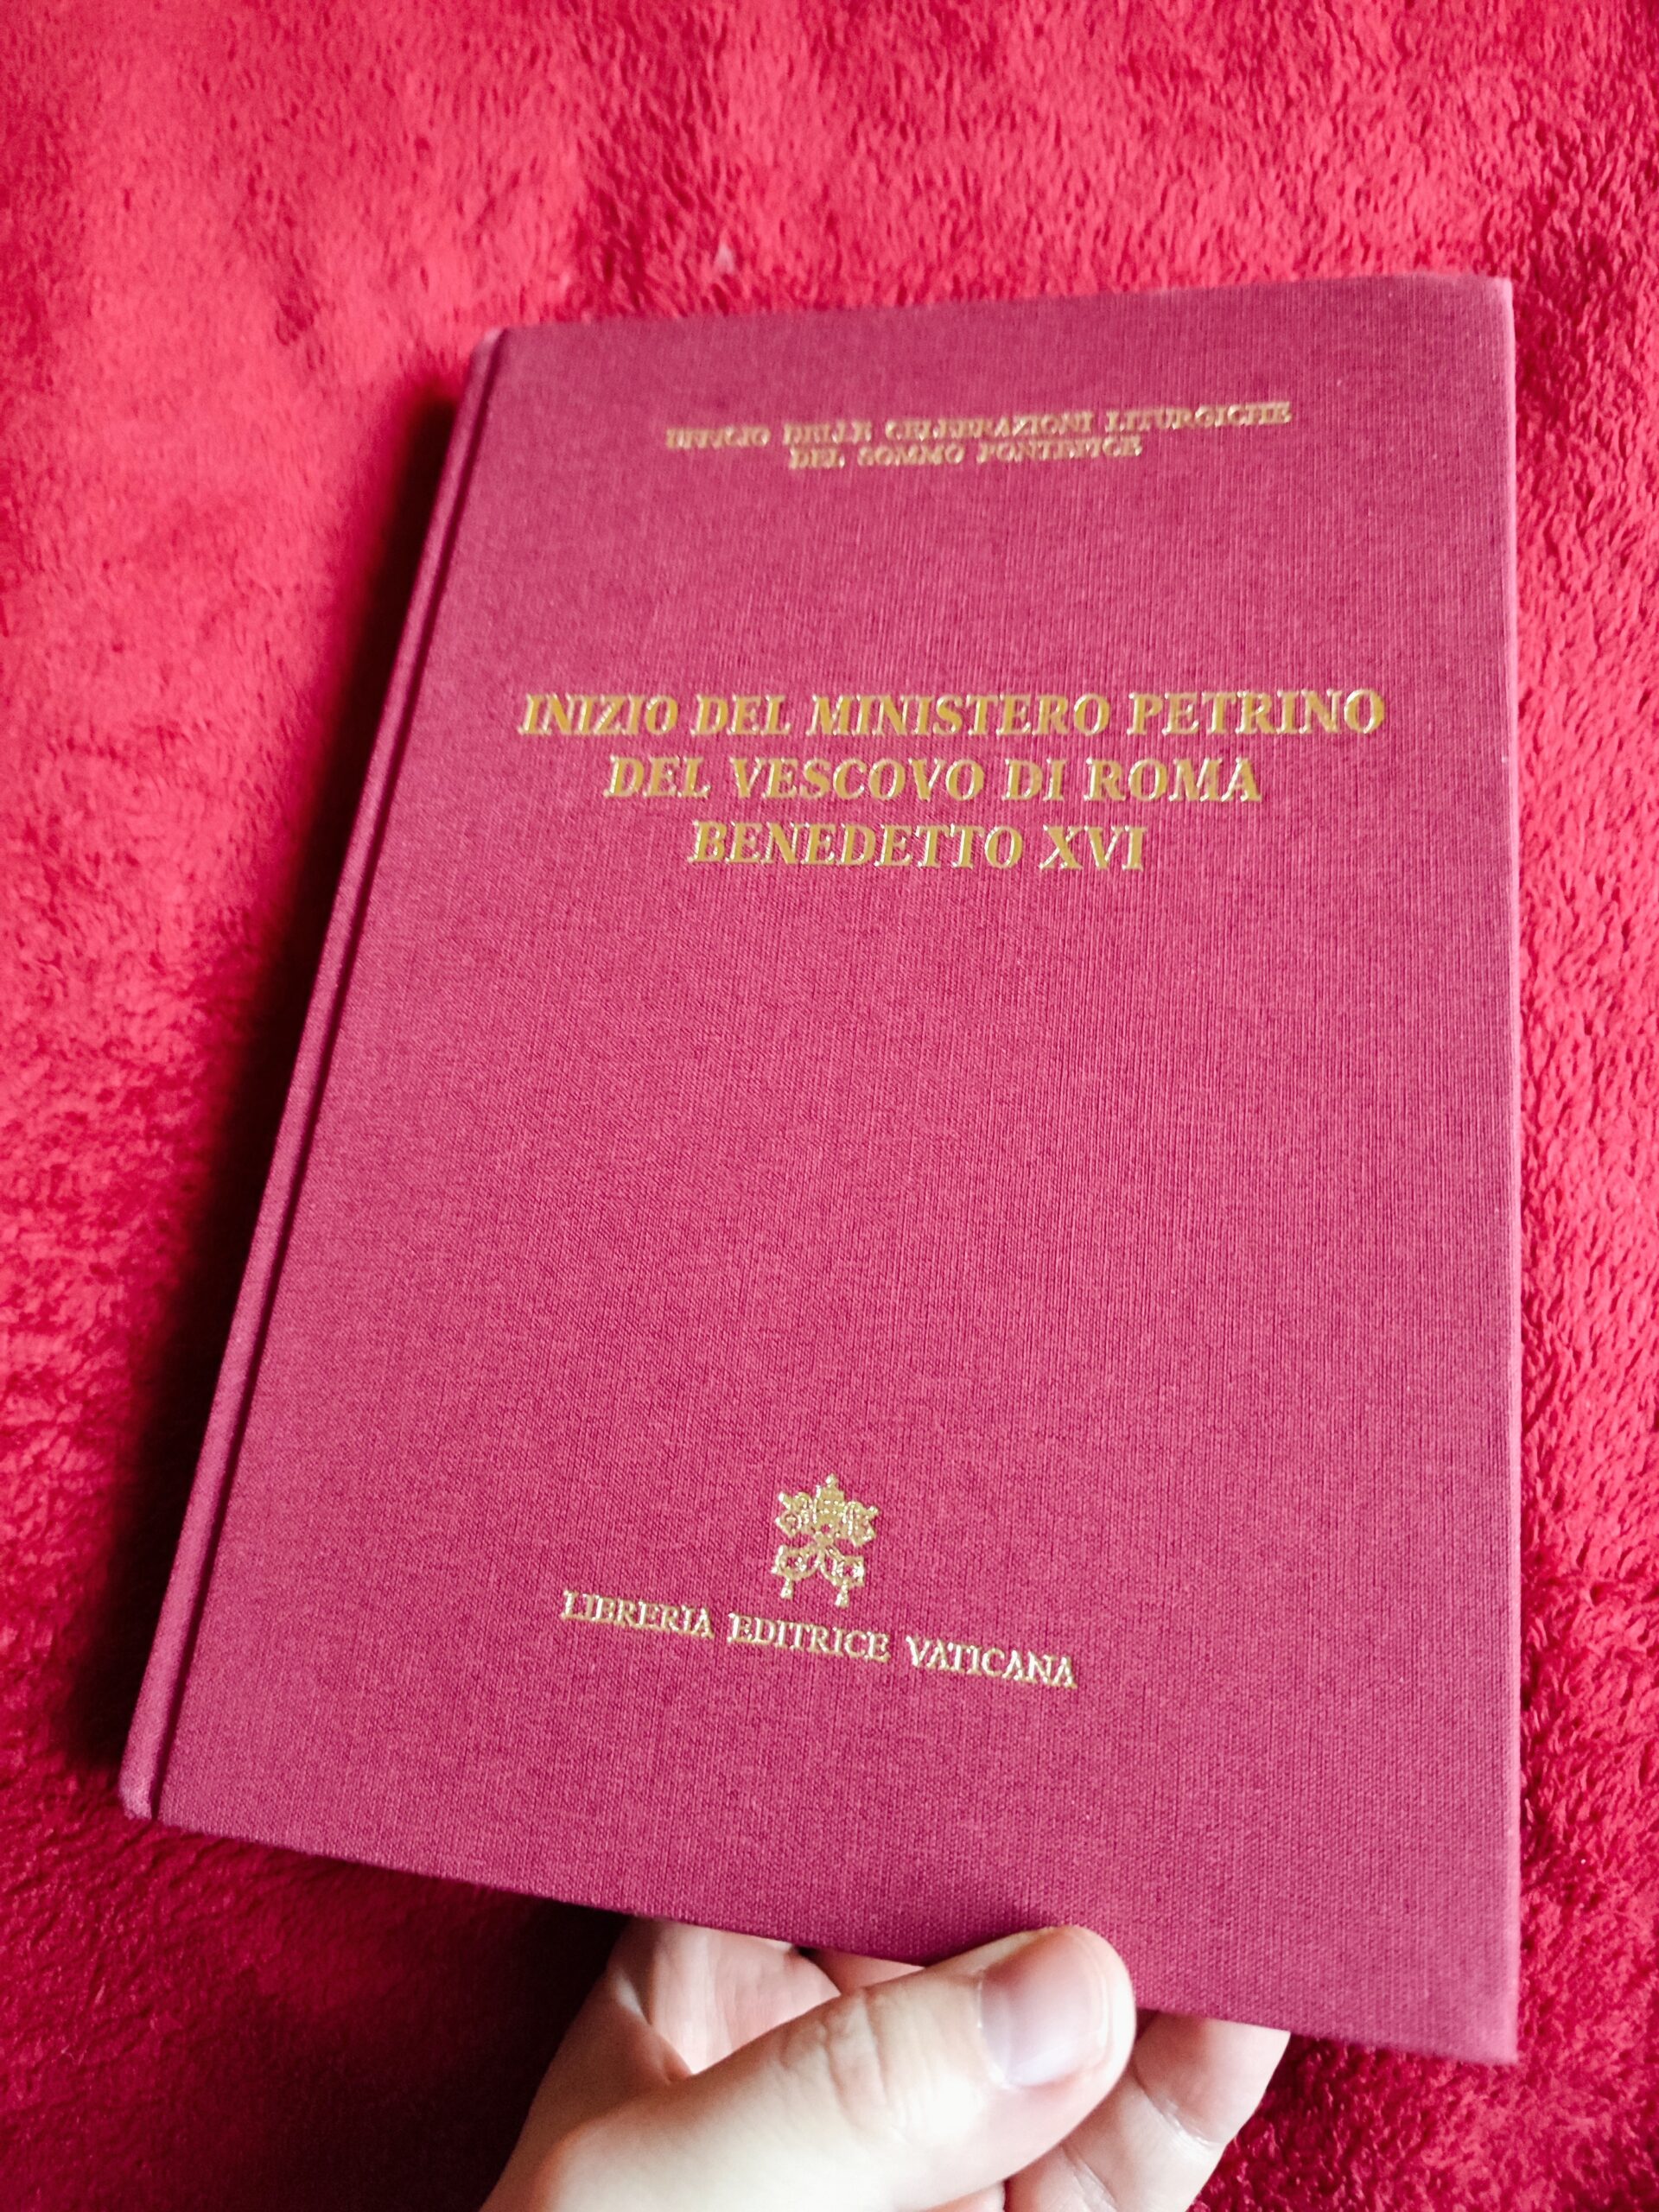 UFFICIO DELLE CELEBRAZIONI LITURGICHE
DEL SOMMO PONTEFICE
INIZIO DEL MINISTERO PETRINO
DEL VESCOVO DI ROMA
BENEDETTO XVI
LIBRERIA EDITRICE VATICANA